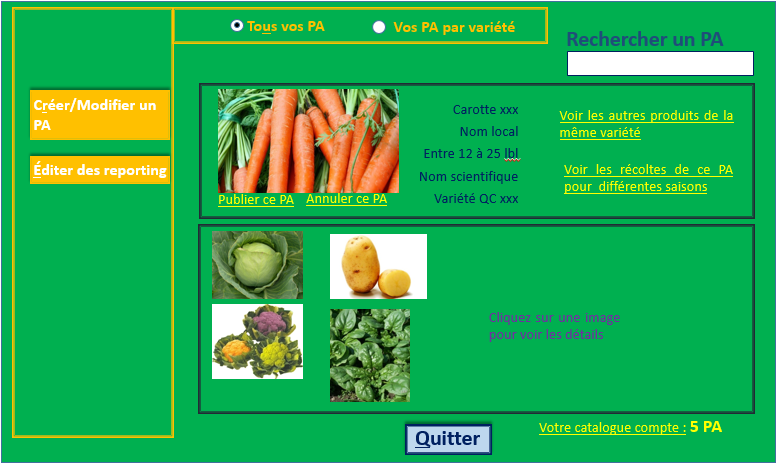 Tous vos PA
Vos PA par variété
Rechercher un PA
Créer/Modifier un
PA
Éditer des reporting
Carotte xxx
Nom local
Entre 12 à 25 lbl
Nom scientifique
Variété QC xxx
Publier ce PA
Annuler ce PA
Voir les autres produits de la
même variété
Voir les récoltes de ce PA
pour différentes saisons
Cliquez sur une image
pour voir les détails
Quitter
Votre catalogue compte : 5 PA